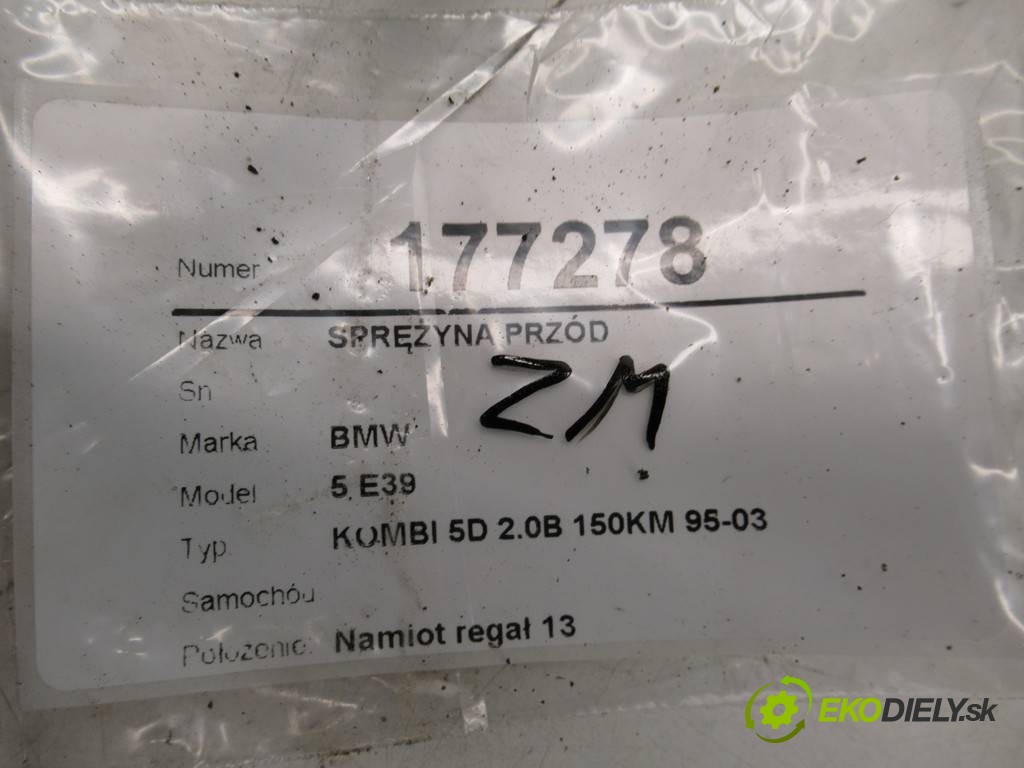 Numer 177278
Nazwa SPRĘŻYNA PRZÓD
ZM
Sn
Marka BMW
Model 5 E39
Typ KOMBI 5D 2.0B 150KM 95-03
Samochód
Położenie: Namiot regał 13
EKODIELY.sk